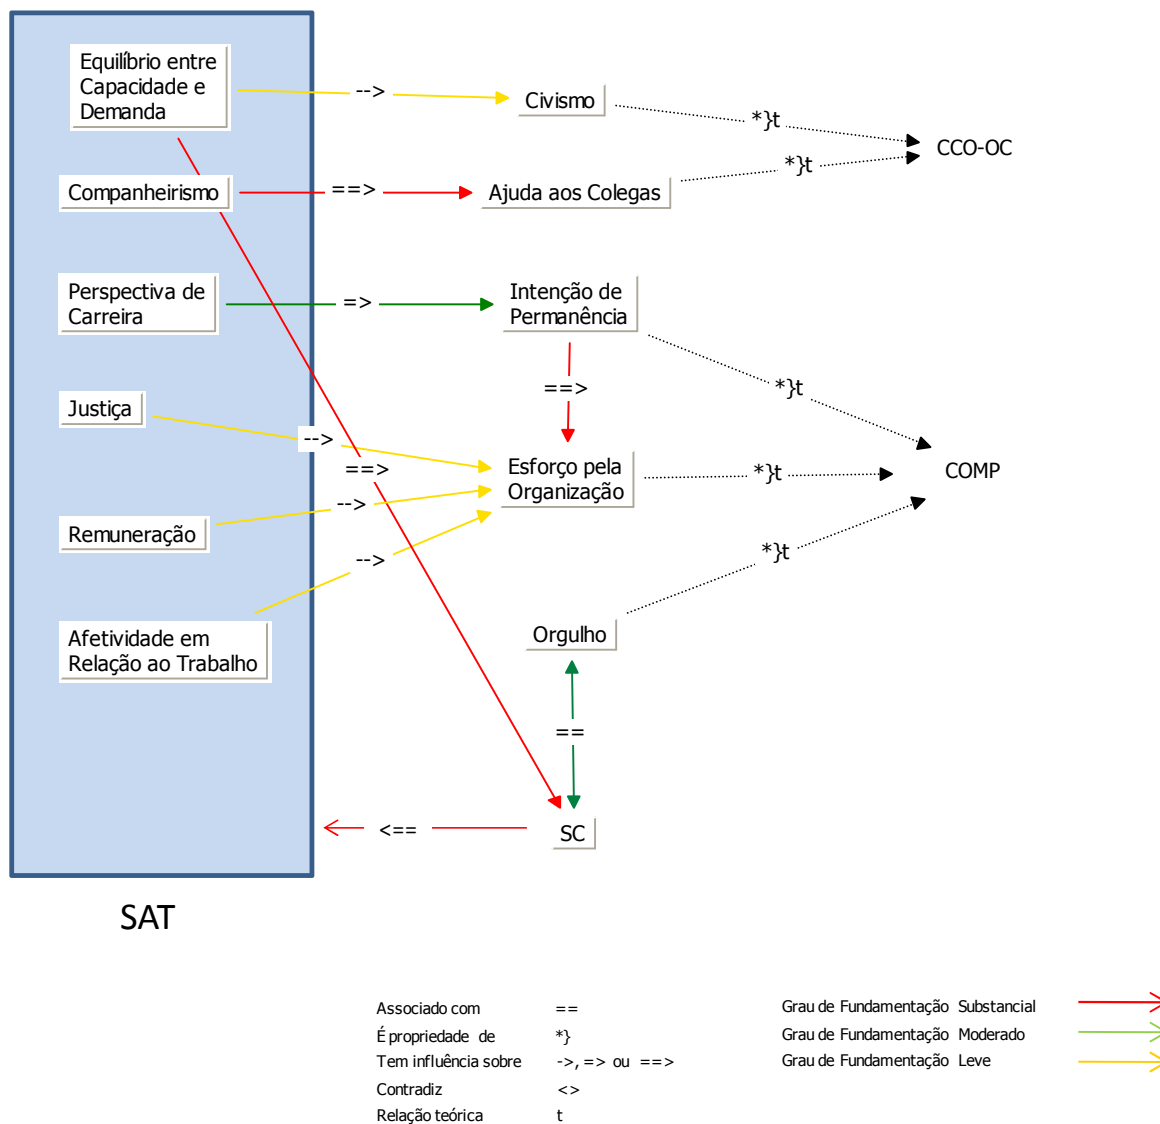 Equilíbrio entre
Capacidade e
Demanda
-->
Civismo
*}t
CCO-OC
*}t
Companheirismo
==>
Ajuda aos Colegas
Perspectiva de
Carreira
=>
Intenção de
Permanência
==>
*}t
Justiça
-->
==>
Esforço pela
Organização
*}t
COMP
Remuneração
-->
-->
*}t
Afetividade em
Relação ao Trabalho
Orgulho
==
<==
SC
SAT
Associado com ==
É propriedade de *}
Tem influência sobre ->, => ou ==>
Contradiz <>
Relação teórica t
Grau de Fundamentação Substancial
Grau de Fundamentação Moderado
Grau de Fundamentação Leve